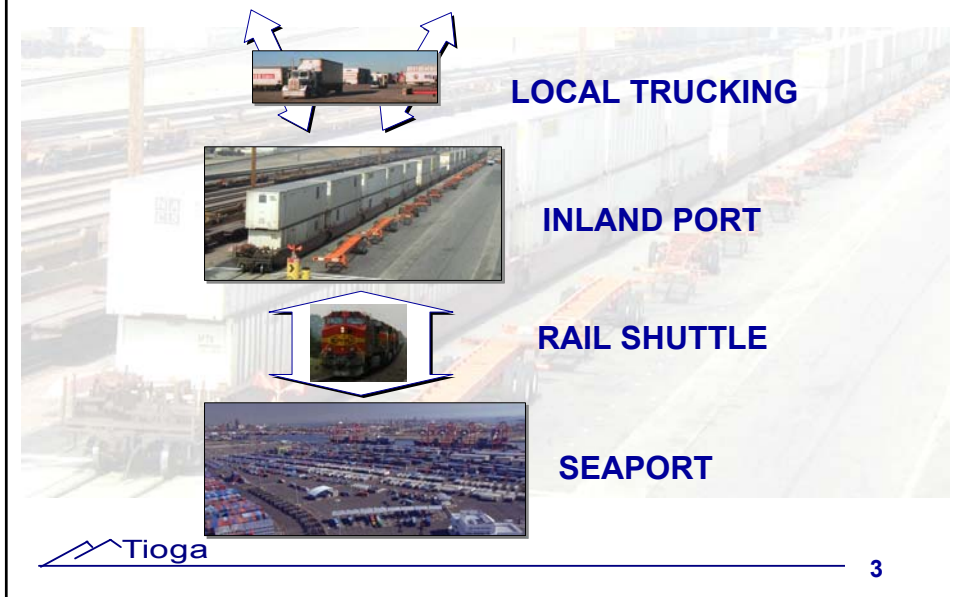 LOCAL TRUCKING
INLAND PORT
RAIL SHUTTLE
SEAPORT
Tioga
3